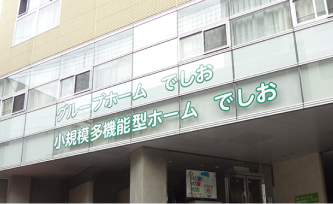 グループホーム でしお
小規模多機能型ホーム でしお